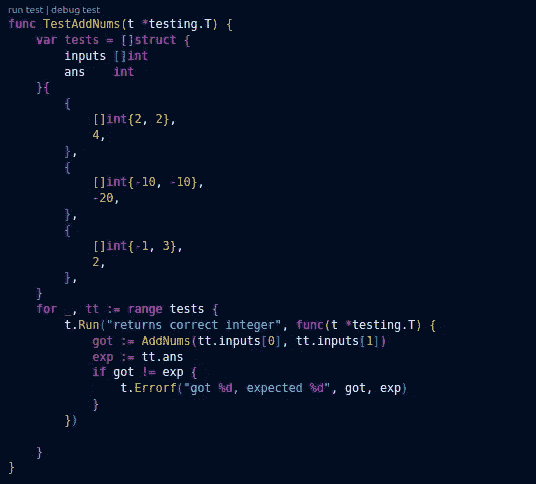 run test | debug test
func TestAddNums(t *testing.T) {
    var tests = []struct {
        inputs []int
        ans    int
    }{
        {
            []int{2, 2},
            4,
        },
        {
            []int{-10, -10},
            -20,
        },
        {
            []int{-1, 3},
            2,
        },
    }
    for _, tt := range tests {
        t.Run("returns correct integer", func(t *testing.T) {
            got := AddNums(tt.inputs[0], tt.inputs[1])
            exp := tt.ans
            if got != exp {
                t.Errorf("got %d, expected %d", got, exp)
            }
        })

    }
}